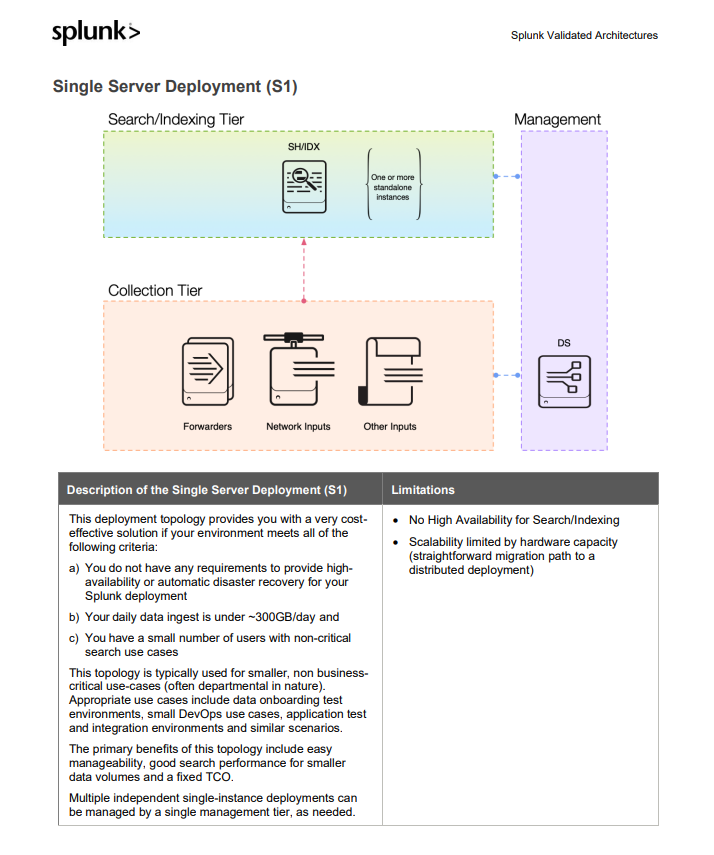 splunk>
Splunk Validated Architectures
Single Server Deployment (S1)
Search/Indexing Tier
Management
SH/IDX
One or more
standalone
instances
Collection Tier
DS
Forwarders
Network Inputs
Other Inputs
Description of the Single Server Deployment (S1)
This deployment topology provides you with a very cost-
effective solution if your environment meets all of the
following criteria:
a) You do not have any requirements to provide high-
availability or automatic disaster recovery for your
Splunk deployment
b) Your daily data ingest is under ~300GB/day and
c) You have a small number of users with non-critical
search use cases
This topology is typically used for smaller, non business-
critical use-cases (often departmental in nature).
Appropriate use cases include data onboarding test
environments, small DevOps use cases, application test
and integration environments and similar scenarios.
The primary benefits of this topology include easy
manageability, good search performance for smaller
data volumes and a fixed TCO.
Multiple independent single-instance deployments can
be managed by a single management tier, as needed.
Limitations
• No High Availability for Search/Indexing
• Scalability limited by hardware capacity
(straightforward migration path to a
distributed deployment)